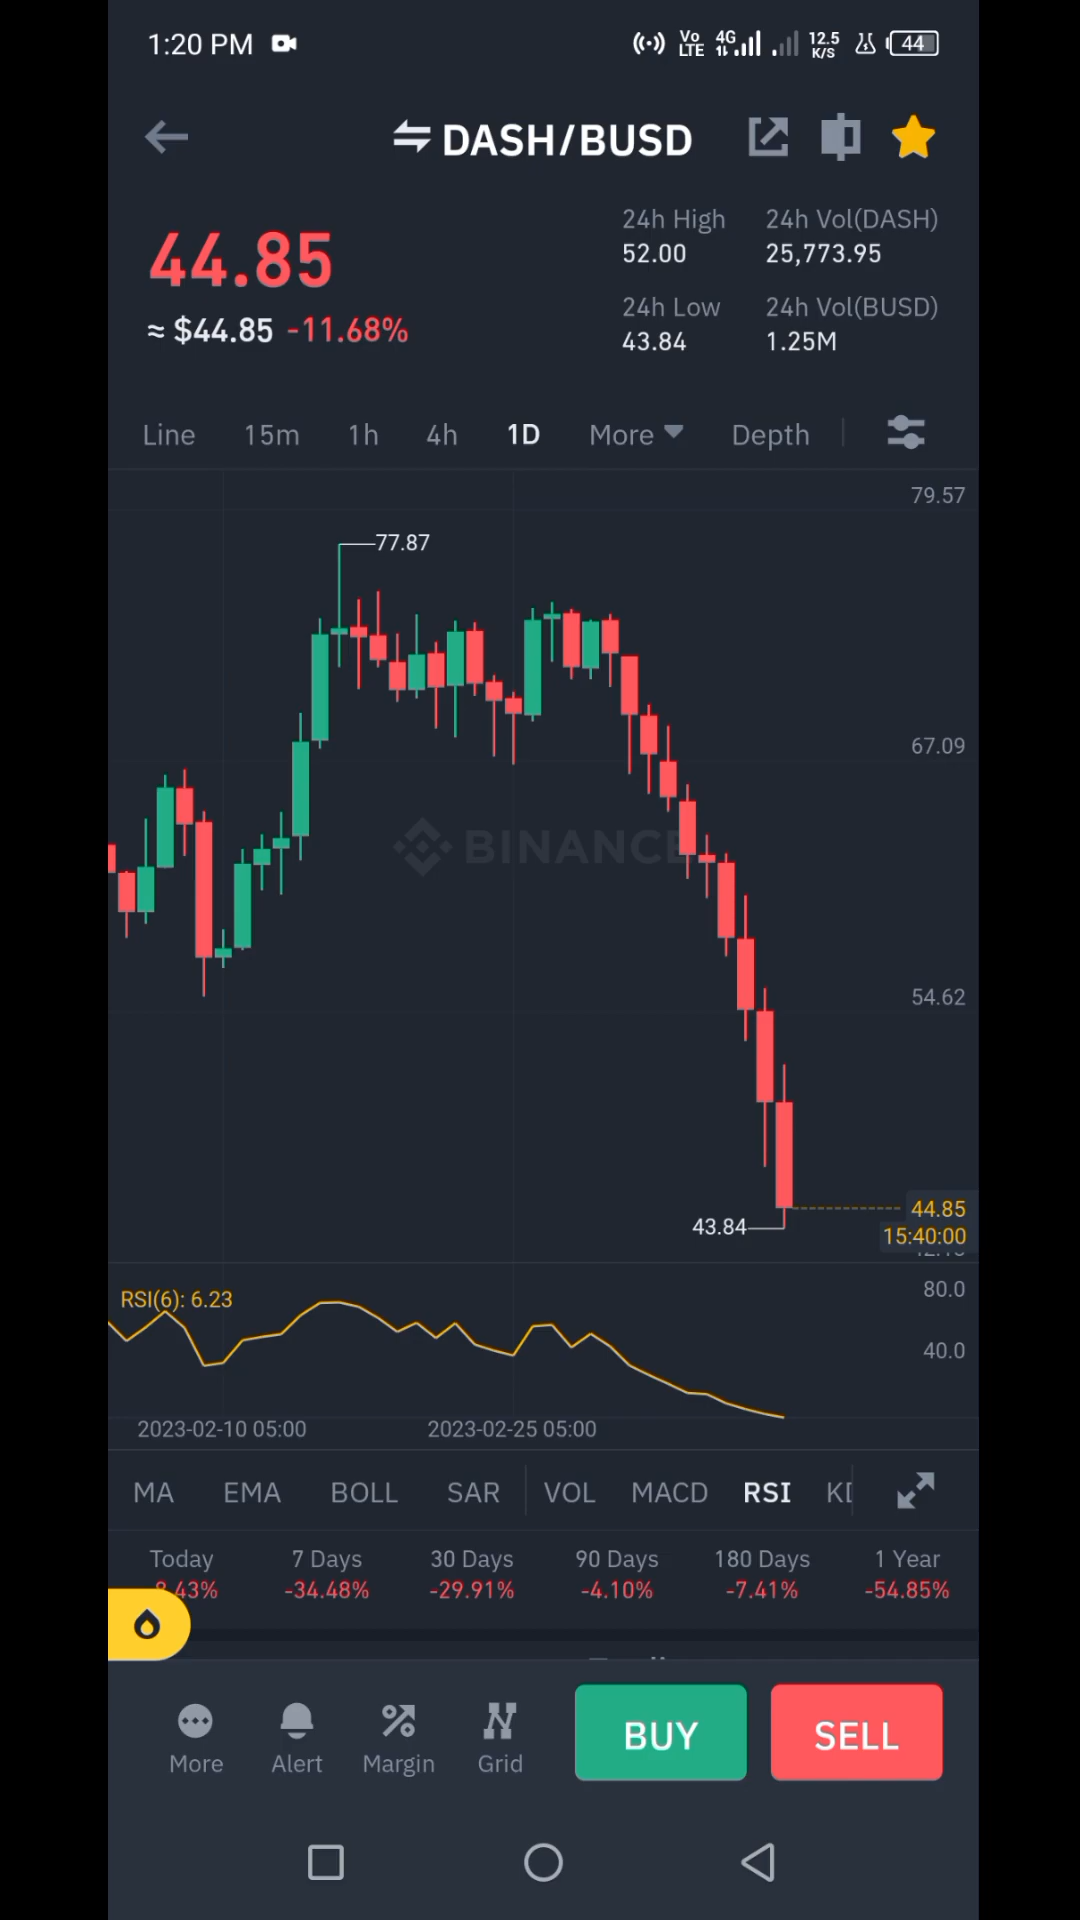 1:20 PM
Vo LTE 4G 12.5 K/S 44
DASH/BUSD
44.85
≈ $44.85 -11.68%
24h High
52.00
24h Vol(DASH)
25,773.95
24h Low
43.84
24h Vol(BUSD)
1.25M
Line 15m 1h 4h 1D More Depth
79.57
77.87
67.09
BINANCE
54.62
44.85
43.84
15:40:00
RSI(6): 6.23
80.0
40.0
2023-02-10 05:00 2023-02-25 05:00
MA EMA BOLL SAR VOL MACD RSI
Today 7 Days 30 Days 90 Days 180 Days 1 Year
8.43% -34.48% -29.91% -4.10% -7.41% -54.85%
BUY SELL
More Alert Margin Grid